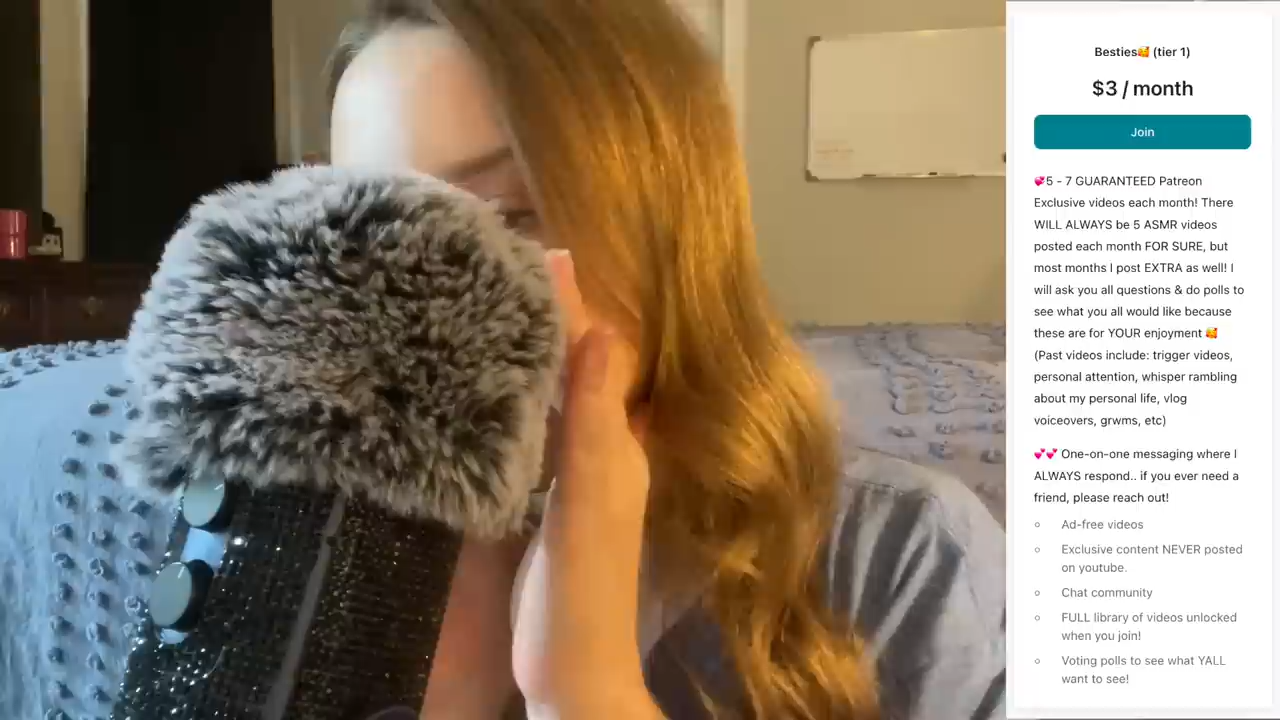 Besties🥰 (tier 1)
$3 / month
Join
💞5 - 7 GUARANTEED Patreon
Exclusive videos each month! There
WILL ALWAYS be 5 ASMR videos
posted each month FOR SURE, but
most months I post EXTRA as well! I
will ask you all questions & do polls to
see what you all would like because
these are for YOUR enjoyment 🥰
(Past videos include: trigger videos,
personal attention, whisper rambling
about my personal life, vlog
voiceovers, grwms, etc)
💕💕 One-on-one messaging where I
ALWAYS respond.. if you ever need a
friend, please reach out!
Ad-free videos
Exclusive content NEVER posted
on youtube.
Chat community
FULL library of videos unlocked
when you join!
Voting polls to see what YALL
want to see!